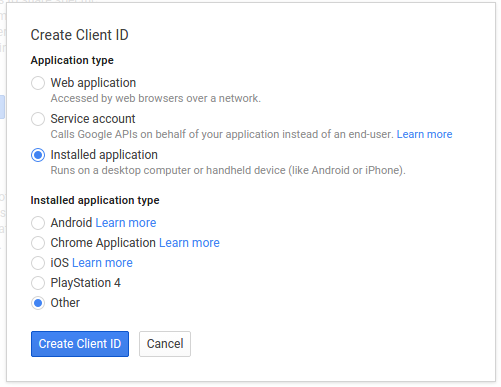 Create Client ID
Application type
Web application
Accessed by web browsers over a network.
Service account
Calls Google APIs on behalf of your application instead of an end-user. Learn more
Installed application
Runs on a desktop computer or handheld device (like Android or iPhone).
Installed application type
Android Learn more
Chrome Application Learn more
iOS Learn more
PlayStation 4
Other
Create Client ID Cancel